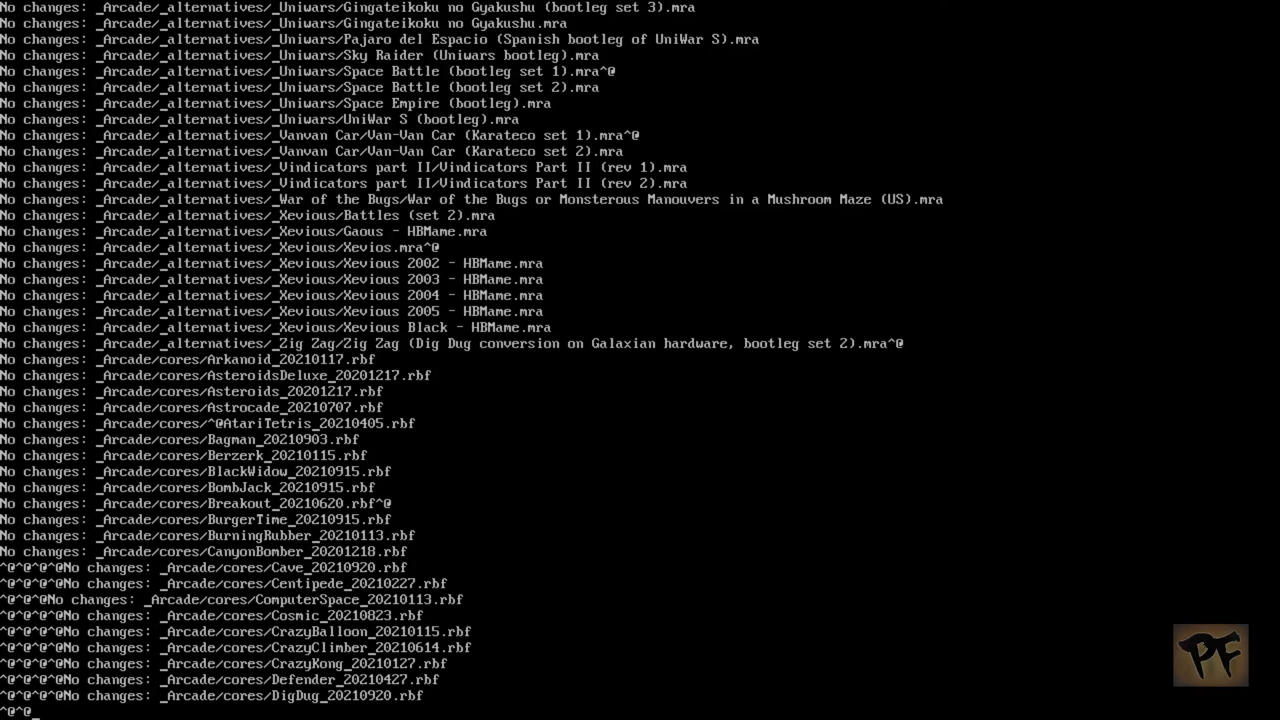 No changes: _Arcade/_alternatives/_Uniwars/Gingateikoku no Gyakushu (bootleg set 3).mra
No changes: _Arcade/_alternatives/_Uniwars/Gingateikoku no Gyakushu.mra
No changes: _Arcade/_alternatives/_Uniwars/Pajaro del Espacio (Spanish bootleg of UniWar S).mra
No changes: _Arcade/_alternatives/_Uniwars/Sky Raider (Uniwars bootleg).mra
No changes: _Arcade/_alternatives/_Uniwars/Space Battle (bootleg set 1).mra^@
No changes: _Arcade/_alternatives/_Uniwars/Space Battle (bootleg set 2).mra
No changes: _Arcade/_alternatives/_Uniwars/Space Empire (bootleg).mra
No changes: _Arcade/_alternatives/_Uniwars/UniWar S (bootleg).mra
No changes: _Arcade/_alternatives/_Vanvan Car/Van-Van Car (Karateco set 1).mra^@
No changes: _Arcade/_alternatives/_Vanvan Car/Van-Van Car (Karateco set 2).mra
No changes: _Arcade/_alternatives/_Vindicators part II/Vindicators Part II (rev 1).mra
No changes: _Arcade/_alternatives/_Vindicators part II/Vindicators Part II (rev 2).mra
No changes: _Arcade/_alternatives/_War of the Bugs/War of the Bugs or Monsterous Manouvers in a Mushroom Maze (US).mra
No changes: _Arcade/_alternatives/_Xevious/Battles (set 2).mra
No changes: _Arcade/_alternatives/_Xevious/Gaous - HBMame.mra
No changes: _Arcade/_alternatives/_Xevious/Xevios.mra^@
No changes: _Arcade/_alternatives/_Xevious/Xevious 2002 - HBMame.mra
No changes: _Arcade/_alternatives/_Xevious/Xevious 2003 - HBMame.mra
No changes: _Arcade/_alternatives/_Xevious/Xevious 2004 - HBMame.mra
No changes: _Arcade/_alternatives/_Xevious/Xevious 2005 - HBMame.mra
No changes: _Arcade/_alternatives/_Xevious/Xevious Black - HBMame.mra
No changes: _Arcade/_alternatives/_Zig Zag/Zig Zag (Dig Dug conversion on Galaxian hardware, bootleg set 2).mra^@
No changes: _Arcade/cores/Arkanoid_20210117.rbf
No changes: _Arcade/cores/AsteroidsDeluxe_20201217.rbf
No changes: _Arcade/cores/Asteroids_20201217.rbf
No changes: _Arcade/cores/Astrocade_20210707.rbf
No changes: _Arcade/cores/^@AtariTetris_20210405.rbf
No changes: _Arcade/cores/Bagman_20210903.rbf
No changes: _Arcade/cores/Berzerk_20210115.rbf
No changes: _Arcade/cores/BlackWidow_20210915.rbf
No changes: _Arcade/cores/BombJack_20210915.rbf
No changes: _Arcade/cores/Breakout_20210620.rbf^@
No changes: _Arcade/cores/BurgerTime_20210915.rbf
No changes: _Arcade/cores/BurningRubber_20210113.rbf
No changes: _Arcade/cores/CanyonBomber_20201218.rbf
^@^@^@^@No changes: _Arcade/cores/Cave_20210920.rbf
^@^@^@^@No changes: _Arcade/cores/Centipede_20210227.rbf
^@^@^@No changes: _Arcade/cores/ComputerSpace_20210113.rbf
^@^@^@^@No changes: _Arcade/cores/Cosmic_20210823.rbf
^@^@^@^@No changes: _Arcade/cores/CrazyBalloon_20210115.rbf
^@^@^@^@No changes: _Arcade/cores/CrazyClimber_20210614.rbf
^@^@^@^@No changes: _Arcade/cores/CrazyKong_20210127.rbf
^@^@^@^@No changes: _Arcade/cores/Defender_20210427.rbf
^@^@^@^@No changes: _Arcade/cores/DigDug_20210920.rbf
^@^@_
PF